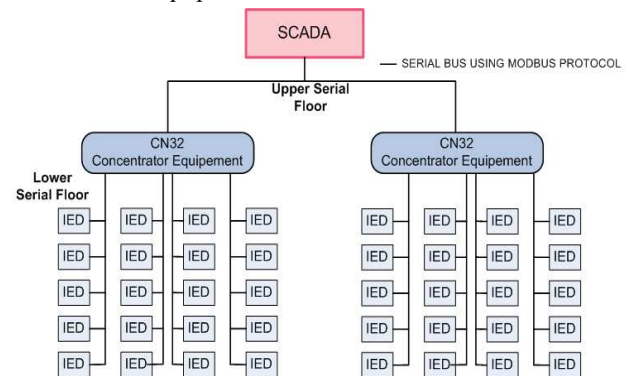 SCADA
SERIAL BUS USING MODBUS PROTOCOL
Upper Serial
Floor
CN32
Concentrator Equipement
CN32
Concentrator Equipement
Lower
Serial Floor
IED IED IED IED IED IED IED IED
IED IED IED IED IED IED IED IED
IED IED IED IED IED IED IED IED
IED IED IED IED IED IED IED IED
IED IED IED IED IED IED IED IED